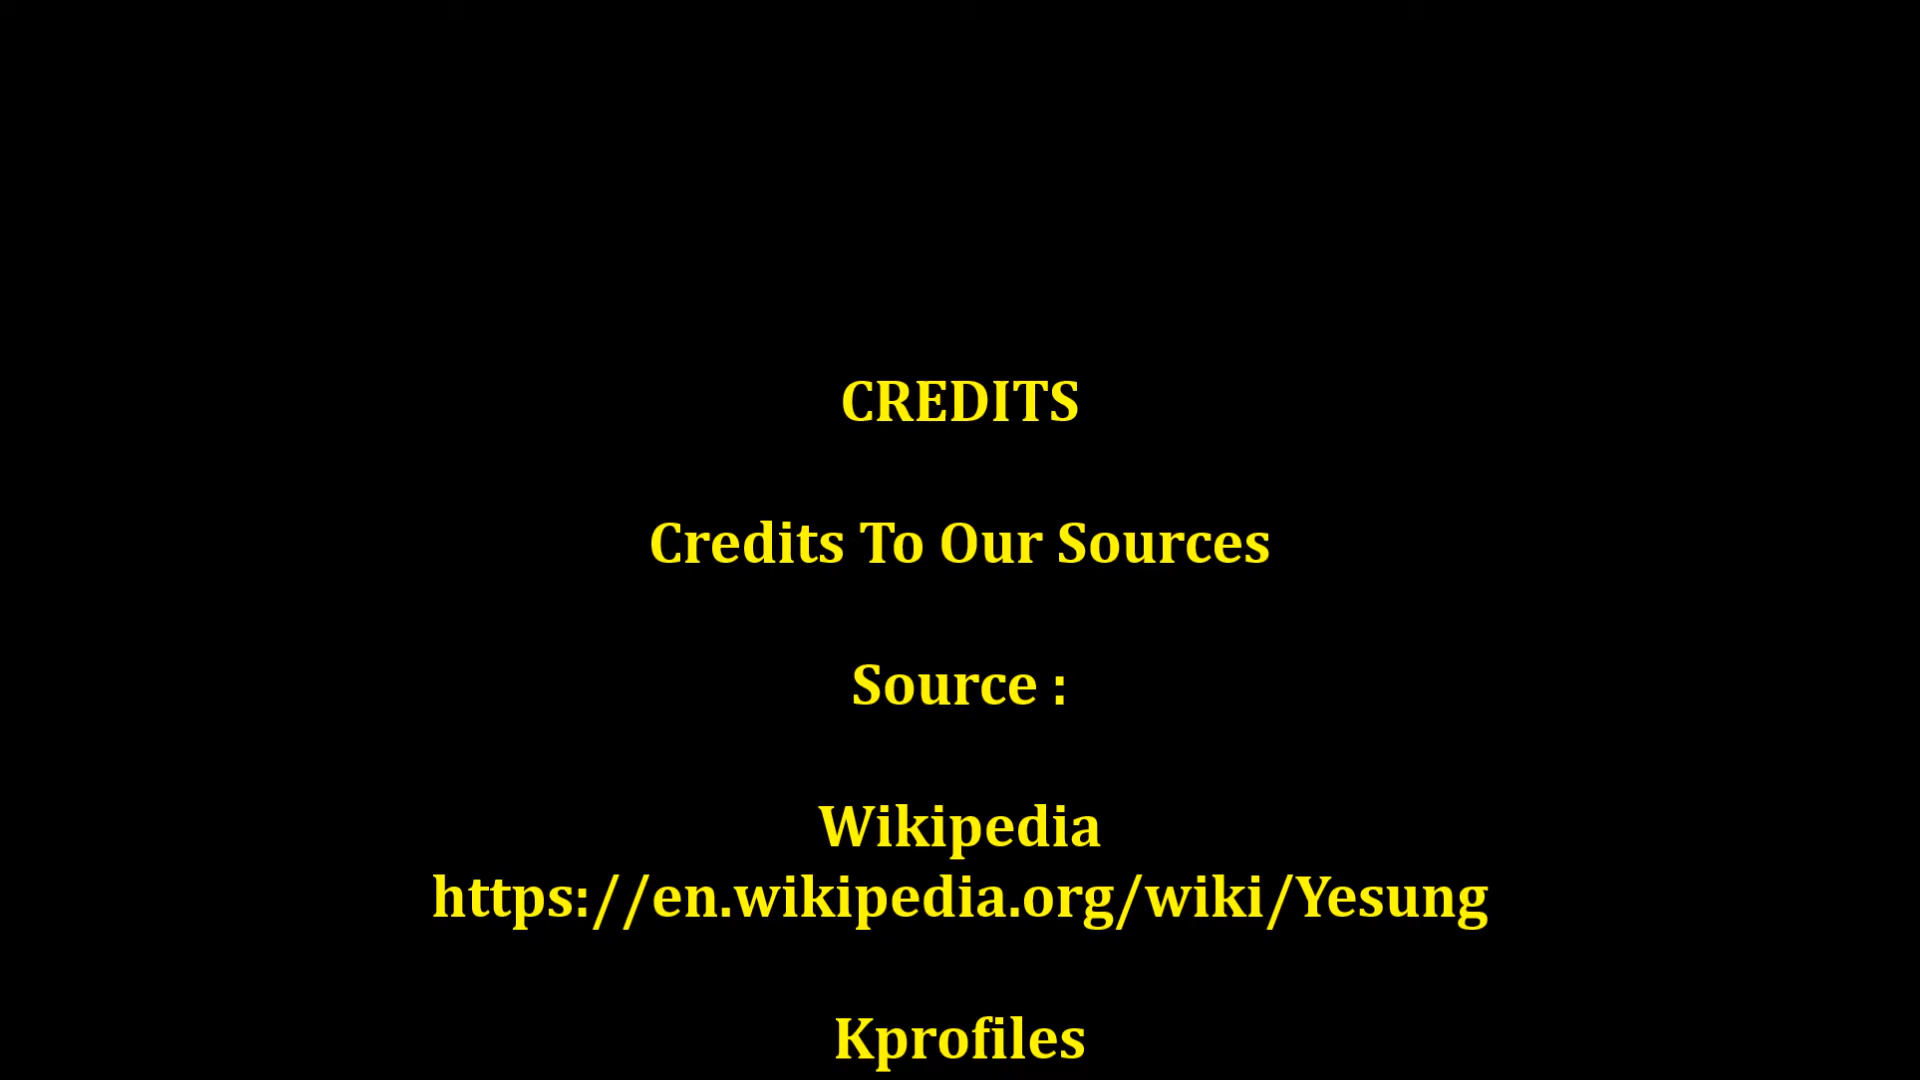 CREDITS
Credits To Our Sources
Source :
Wikipedia
https://en.wikipedia.org/wiki/Yesung
Kprofiles